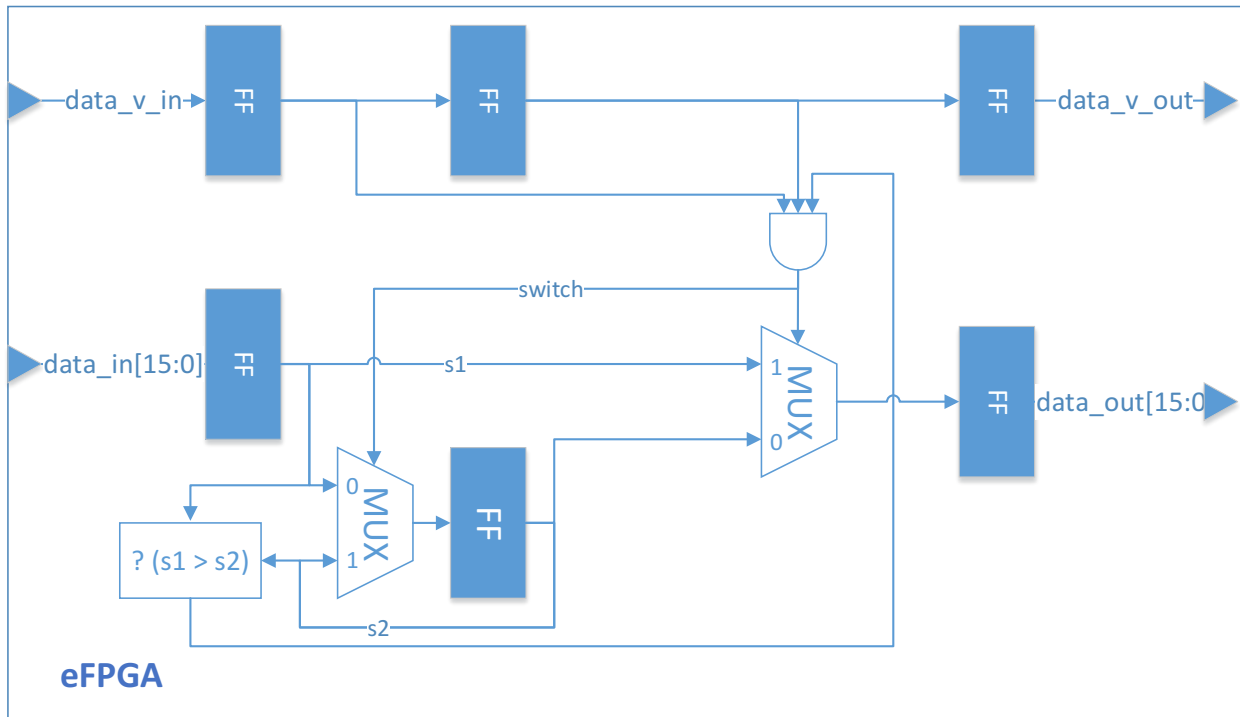 FF
FF
FF
data_v_in
data_v_out
switch
FF
data_in[15:0]
s1
1
MUX
0
FF
data_out[15:0
0
MUX
1
FF
? (s1 > s2)
s2
eFPGA